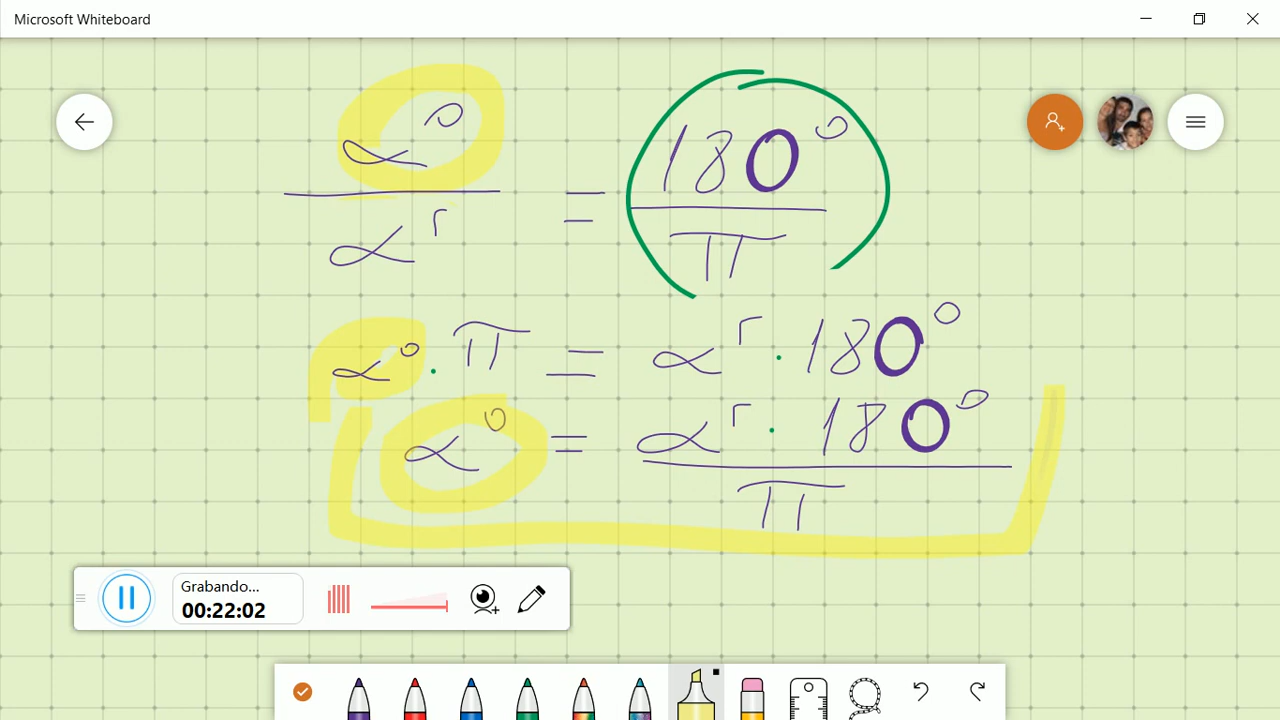 Microsoft Whiteboard
α° / αʳ = 180° / π
α° · π = αʳ · 180°
α° = αʳ · 180° / π
Grabando...
00:22:02